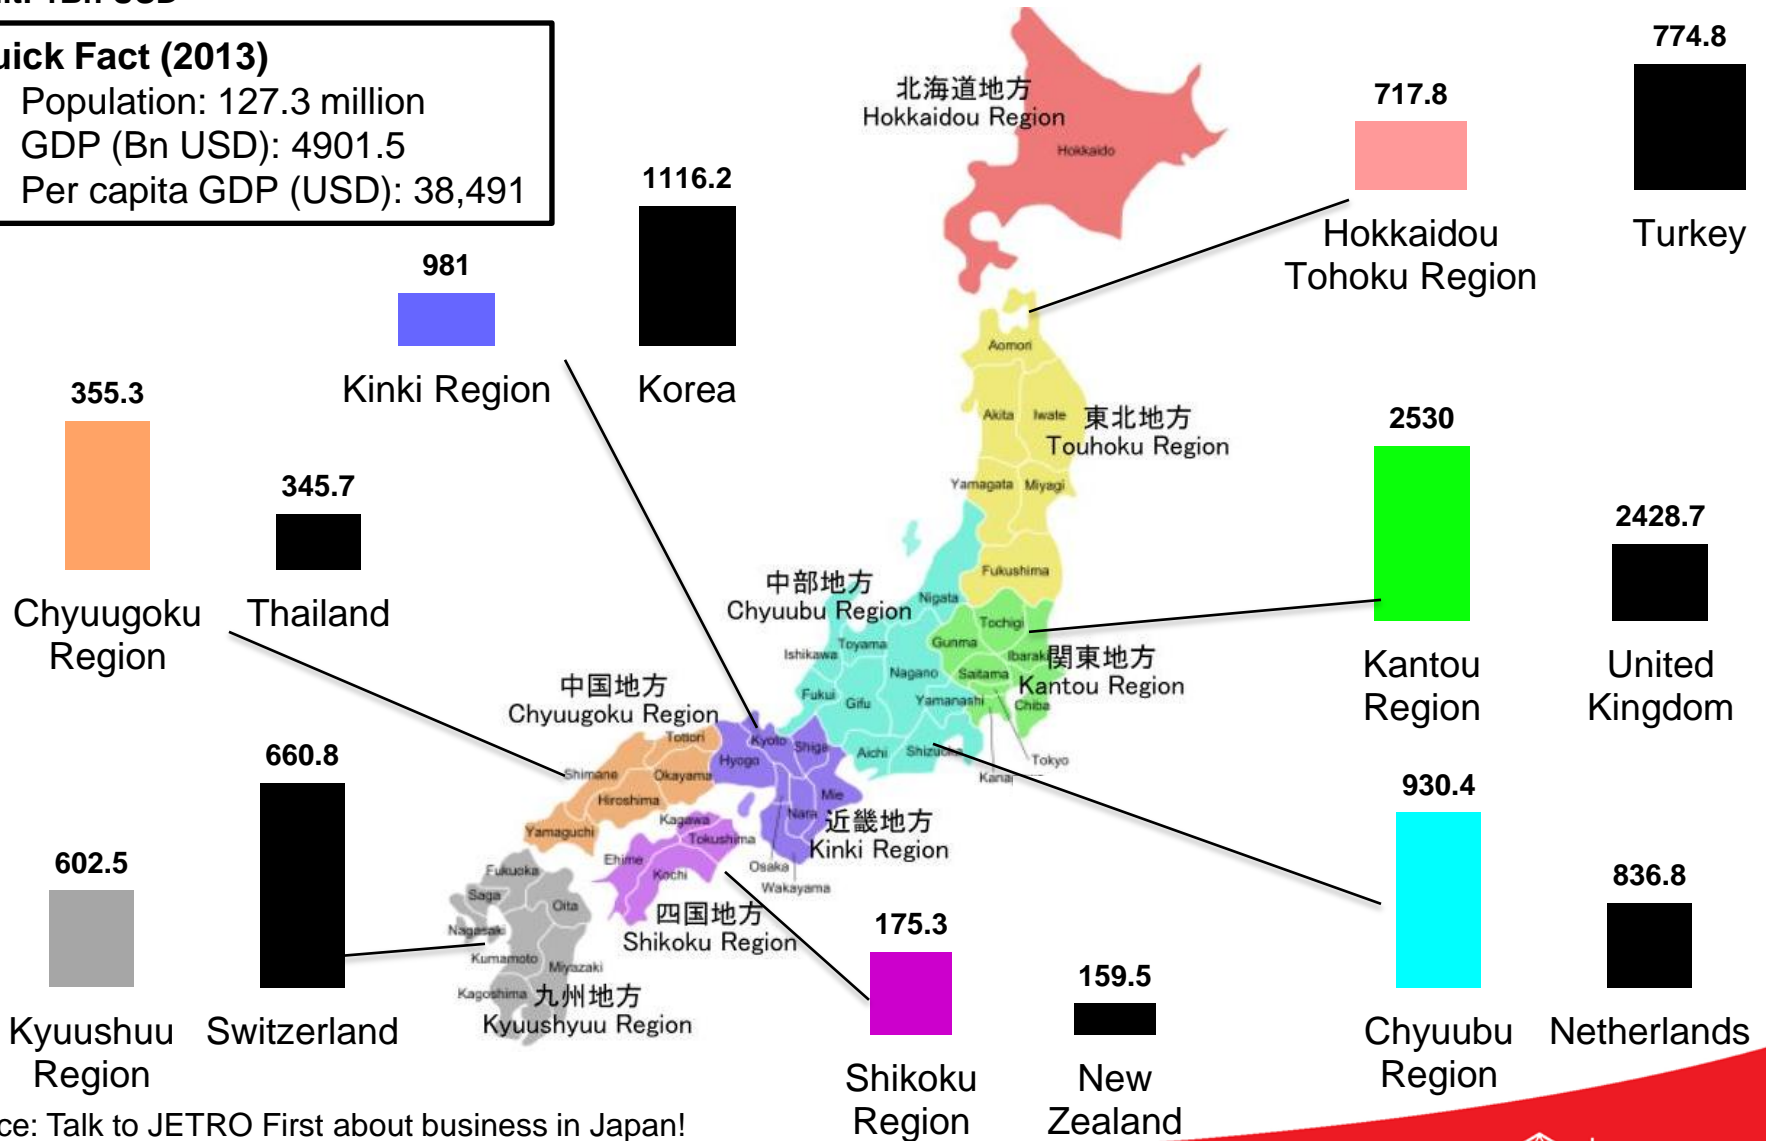 Quick Fact (2013)
Population: 127.3 million
GDP (Bn USD): 4901.5
Per capita GDP (USD): 38,491
774.8
Turkey
717.8
Hokkaidou
Tohoku Region
北海道地方
Hokkaidou Region
Hokkaido
1116.2
Korea
981
Kinki Region
355.3
Chyuugoku
Region
345.7
Thailand
Aomori
Akita
Iwate
東北地方
Touhoku Region
Yamagata
Miyagi
Fukushima
2530
Kantou
Region
2428.7
United
Kingdom
中部地方
Chyuubu Region
Nigata
Toyama
Ishikawa
Nagano
Fukui
Gifu
Yamanashi
Aichi
Shizuoka
Tochigi
Gunma
Ibaraki
Saitama
Chiba
Tokyo
Kana
関東地方
Kantou Region
中国地方
Chyuugoku Region
Tottori
Shimane
Okayama
Hiroshima
Yamaguchi
Kyoto
Shiga
Hyogo
Mie
Nara
Osaka
Wakayama
近畿地方
Kinki Region
Kagawa
Tokushima
Ehime
Kochi
四国地方
Shikoku Region
Fukuoka
Saga
Oita
Nagasaki
Kumamoto
Miyazaki
Kagoshima
九州地方
Kyuushyuu Region
660.8
Switzerland
602.5
Kyuushuu
Region
175.3
Shikoku
Region
159.5
New
Zealand
930.4
Chyuubu
Region
836.8
Netherlands
ce: Talk to JETRO First about business in Japan!